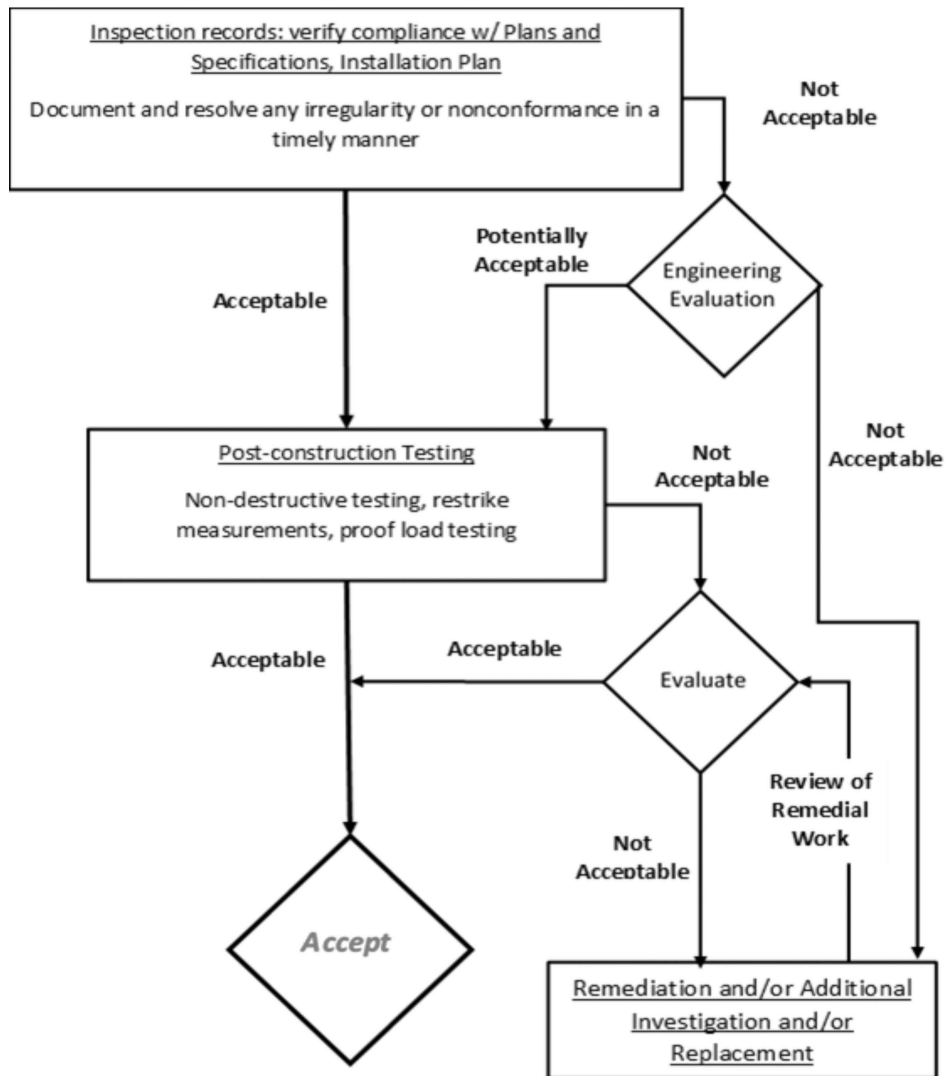 Inspection records: verify compliance w/ Plans and
Specifications, Installation Plan
Document and resolve any irregularity or nonconformance in a
timely manner
Not
Acceptable
Potentially
Acceptable
Engineering
Evaluation
Acceptable
Not
Acceptable
Post-construction Testing
Non-destructive testing, restrike
measurements, proof load testing
Not
Acceptable
Acceptable
Acceptable
Evaluate
Review of
Remedial
Work
Not
Acceptable
Accept
Remediation and/or Additional
Investigation and/or
Replacement